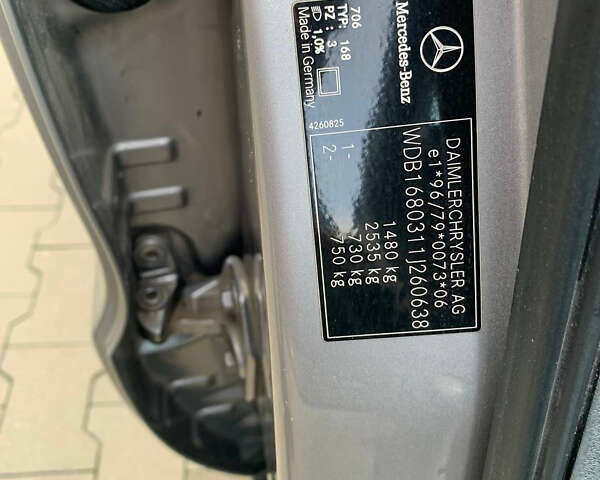 Mercedes-Benz
DAIMLERCHRYSLER AG
e1*96/79*0073*06
WDB1680311J260638
1480 kg
2535 kg
1- 730 kg
2- 750 kg
706
TYP: 168
PZ : 3
1,0%
Made in Germany
4260825